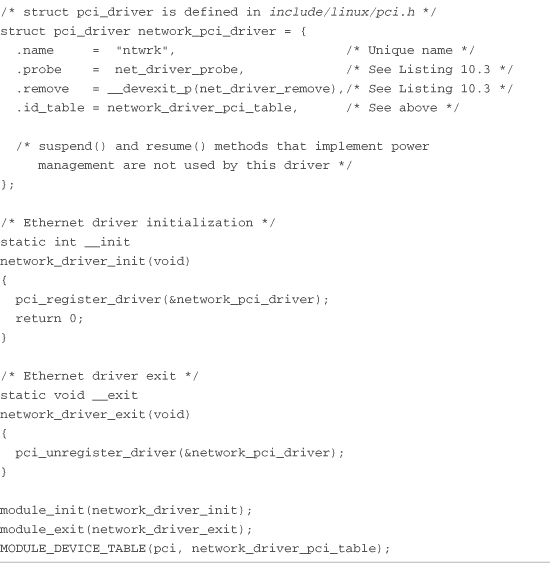 /* struct pci_driver is defined in include/linux/pci.h */
struct pci_driver network_pci_driver = {
  .name     =  "ntwrk",                       /* Unique name */
  .probe    =  net_driver_probe,              /* See Listing 10.3 */
  .remove   = __devexit_p(net_driver_remove),/* See Listing 10.3 */
  .id_table = network_driver_pci_table,       /* See above */

  /* suspend() and resume() methods that implement power
     management are not used by this driver */
};

/* Ethernet driver initialization */
static int __init
network_driver_init(void)
{
  pci_register_driver(&network_pci_driver);
  return 0;
}

/* Ethernet driver exit */
static void __exit
network_driver_exit(void)
{
  pci_unregister_driver(&network_pci_driver);
}

module_init(network_driver_init);
module_exit(network_driver_exit);
MODULE_DEVICE_TABLE(pci, network_driver_pci_table);